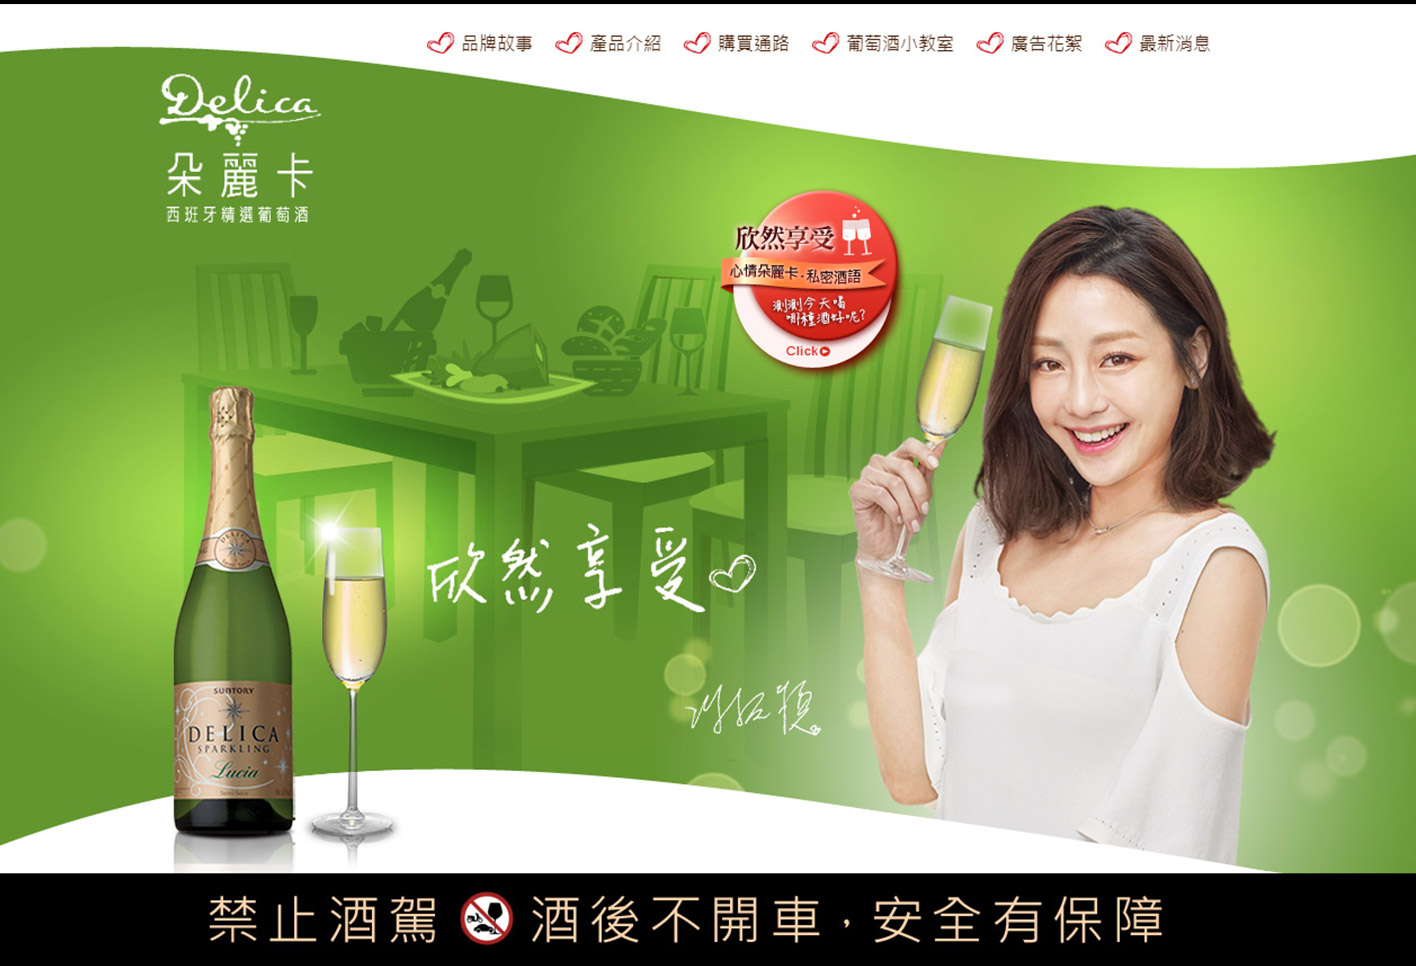 品牌故事 產品介紹 購買通路 葡萄酒小教室 廣告花絮 最新消息
Delica
朵麗卡
西班牙精選葡萄酒
欣然享受
心情朵麗卡．私密酒語
測測今天喝
哪種酒好呢？
Click
欣然享受
SUNTORY
DELICA
SPARKLING
Lucia
禁止酒駕 酒後不開車，安全有保障